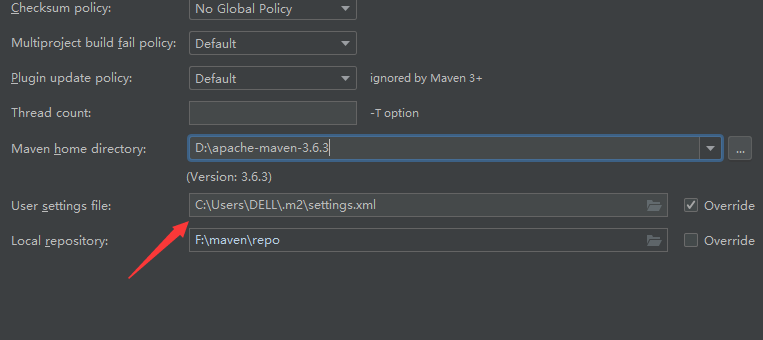 Checksum policy: No Global Policy
Multiproject build fail policy: Default
Plugin update policy: Default ignored by Maven 3+
Thread count: -T option
Maven home directory: D:\apache-maven-3.6.3 ...
(Version: 3.6.3)
User settings file: C:\Users\DELL\.m2\settings.xml Override
Local repository: F:\maven\repo Override